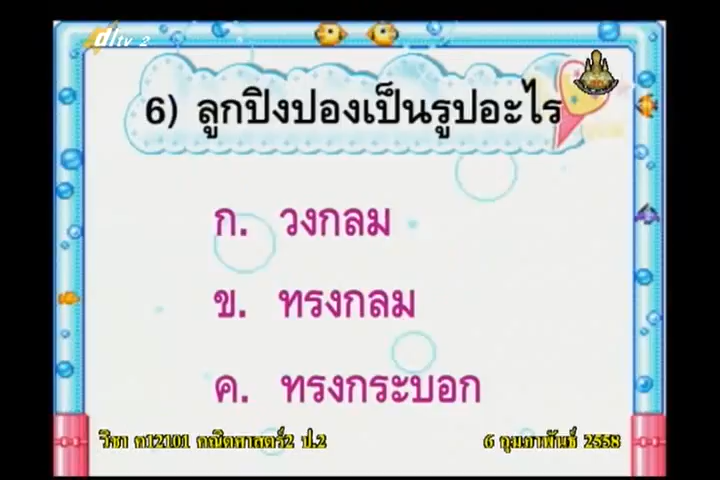 dltv 2
6) ลูกปิงปองเป็นรูปอะไร
ก. วงกลม
ข. ทรงกลม
ค. ทรงกระบอก
วิชา ค12101 คณิตศาสตร์2 ป.2
6 กุมภาพันธ์ 2558